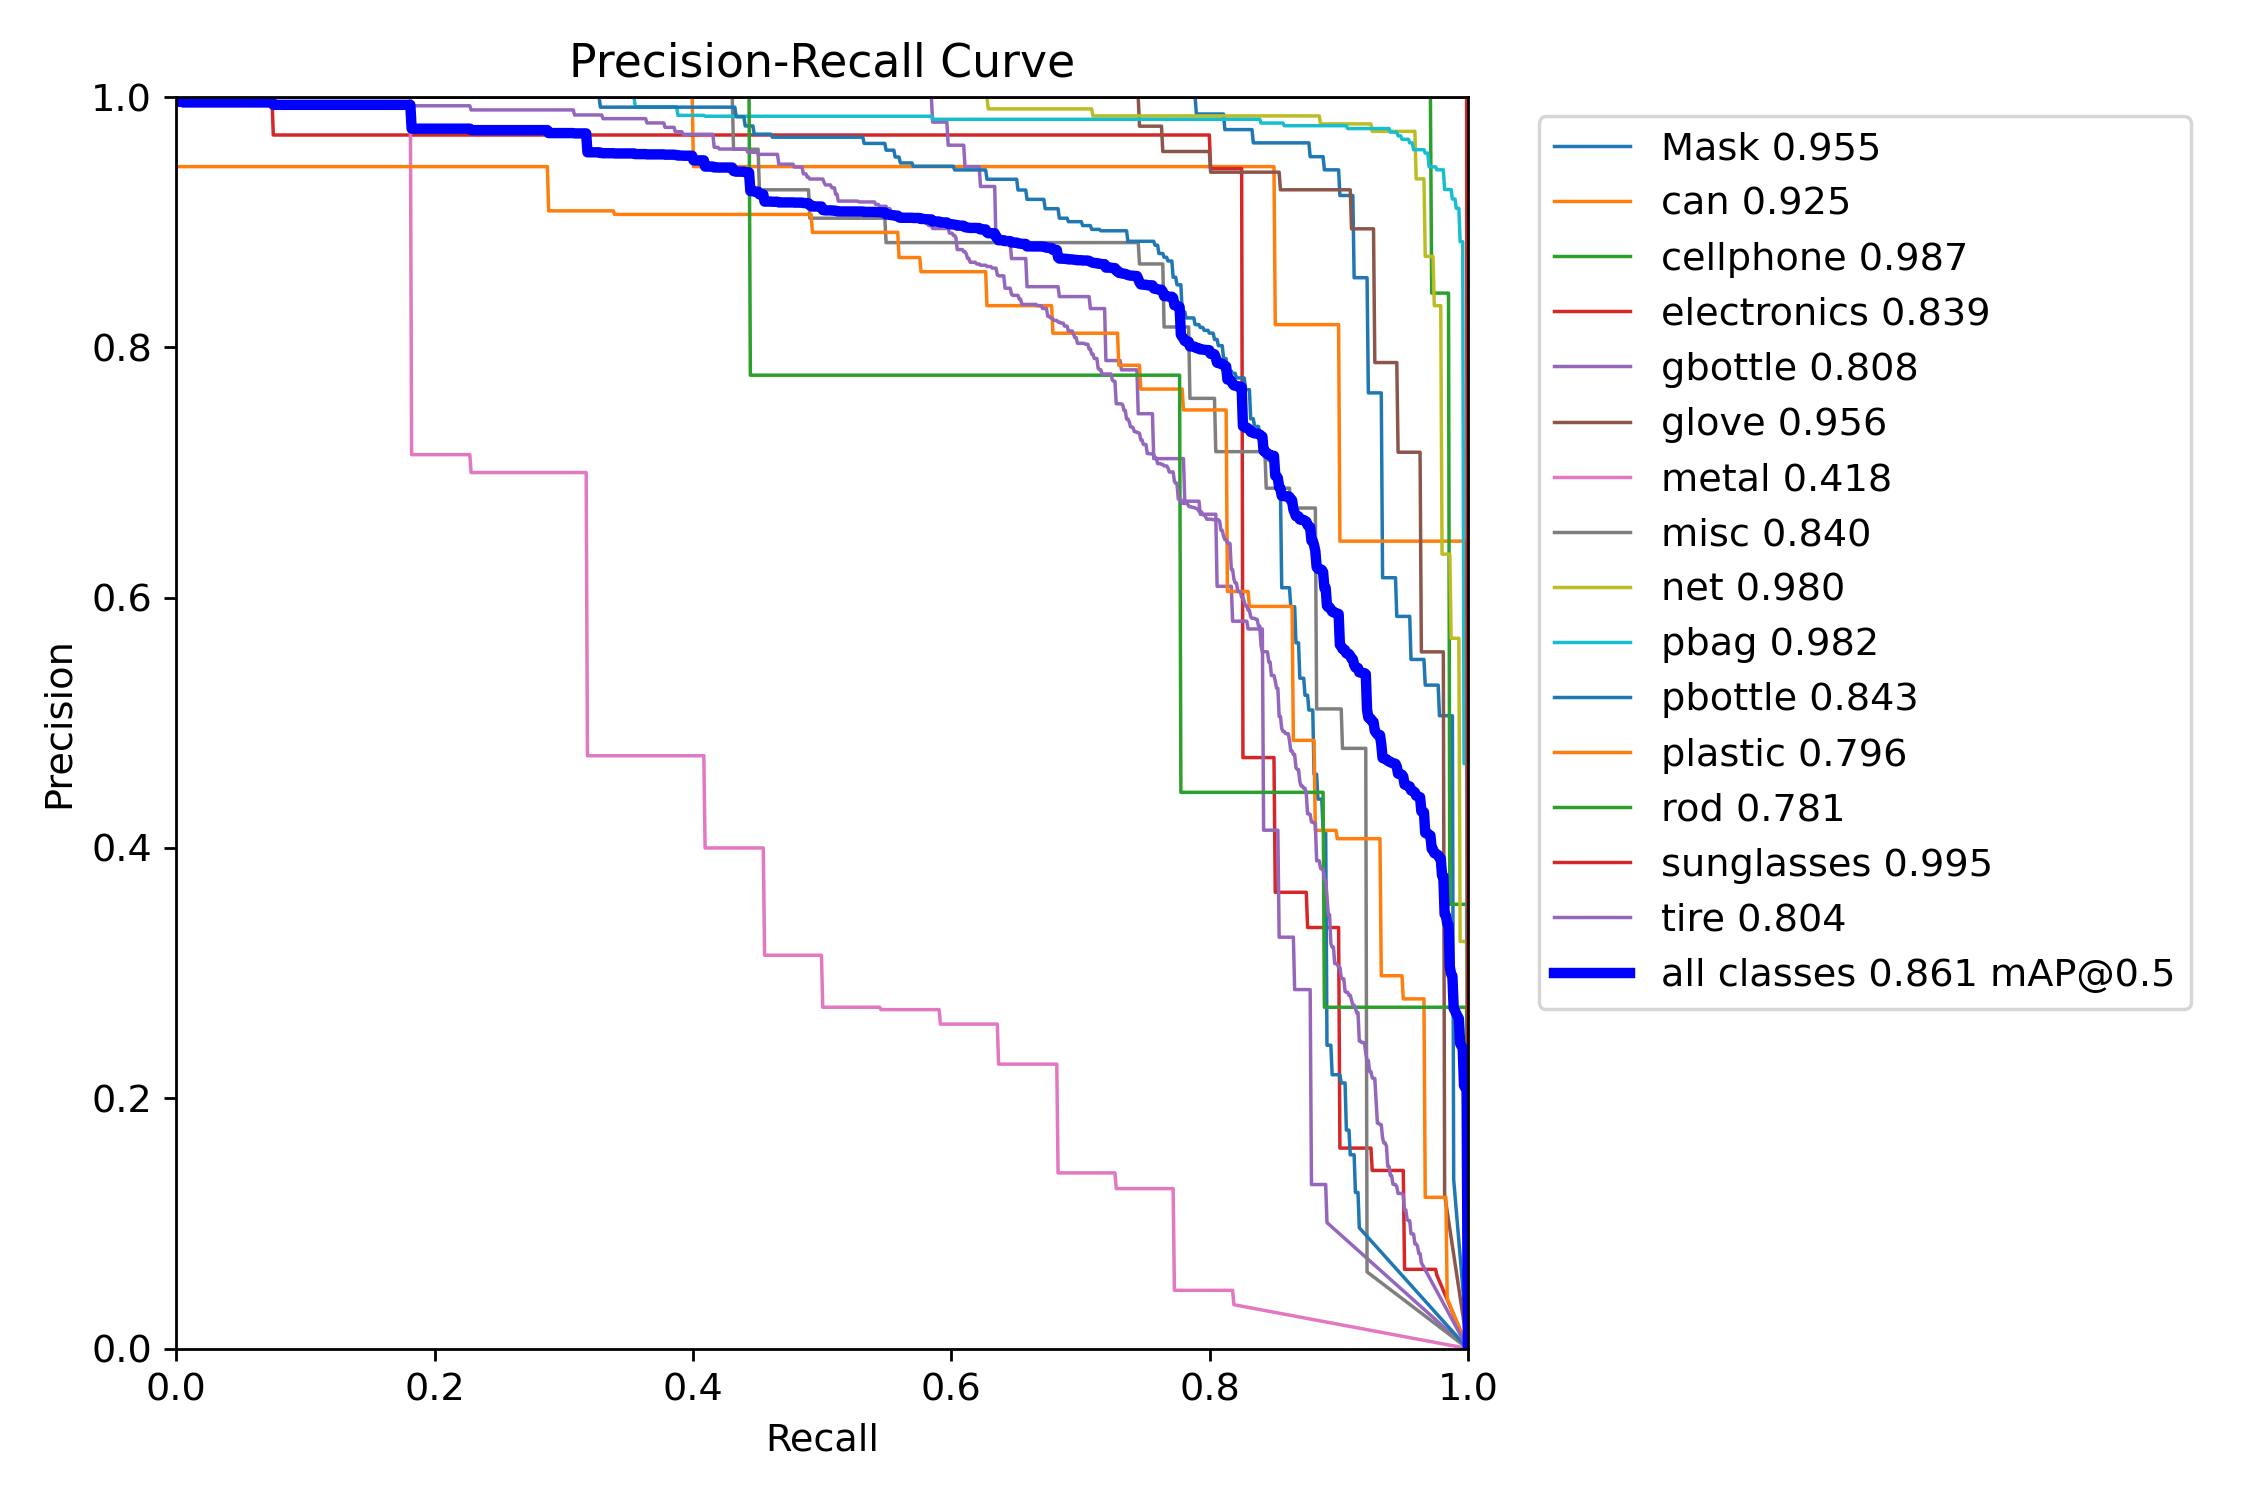 Precision-Recall Curve
1.0
0.8
0.6
0.4
0.2
0.0
Precision
0.0 0.2 0.4 0.6 0.8 1.0
Recall
Mask 0.955
can 0.925
cellphone 0.987
electronics 0.839
gbottle 0.808
glove 0.956
metal 0.418
misc 0.840
net 0.980
pbag 0.982
pbottle 0.843
plastic 0.796
rod 0.781
sunglasses 0.995
tire 0.804
all classes 0.861 mAP@0.5